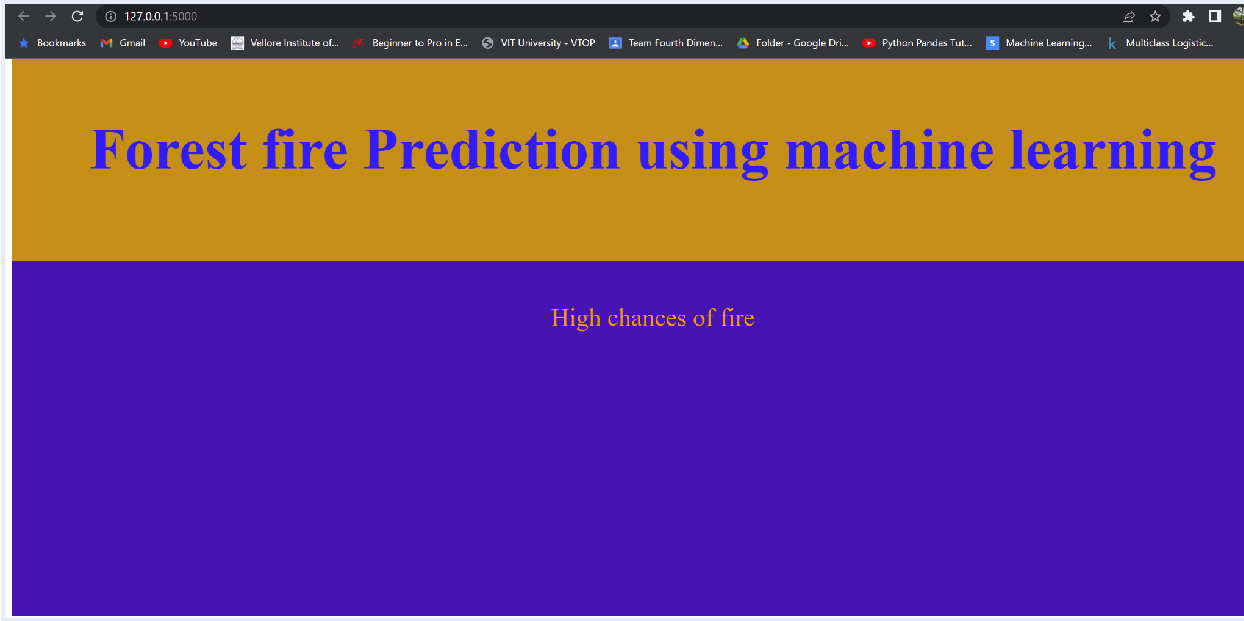 127.0.0.1:5000
Bookmarks Gmail YouTube Vellore Institute of... Beginner to Pro in E... VIT University - VTOP Team Fourth Dimen... Folder - Google Dri... Python Pandas Tut... Machine Learning... Multiclass Logistic...
Forest fire Prediction using machine learning
High chances of fire